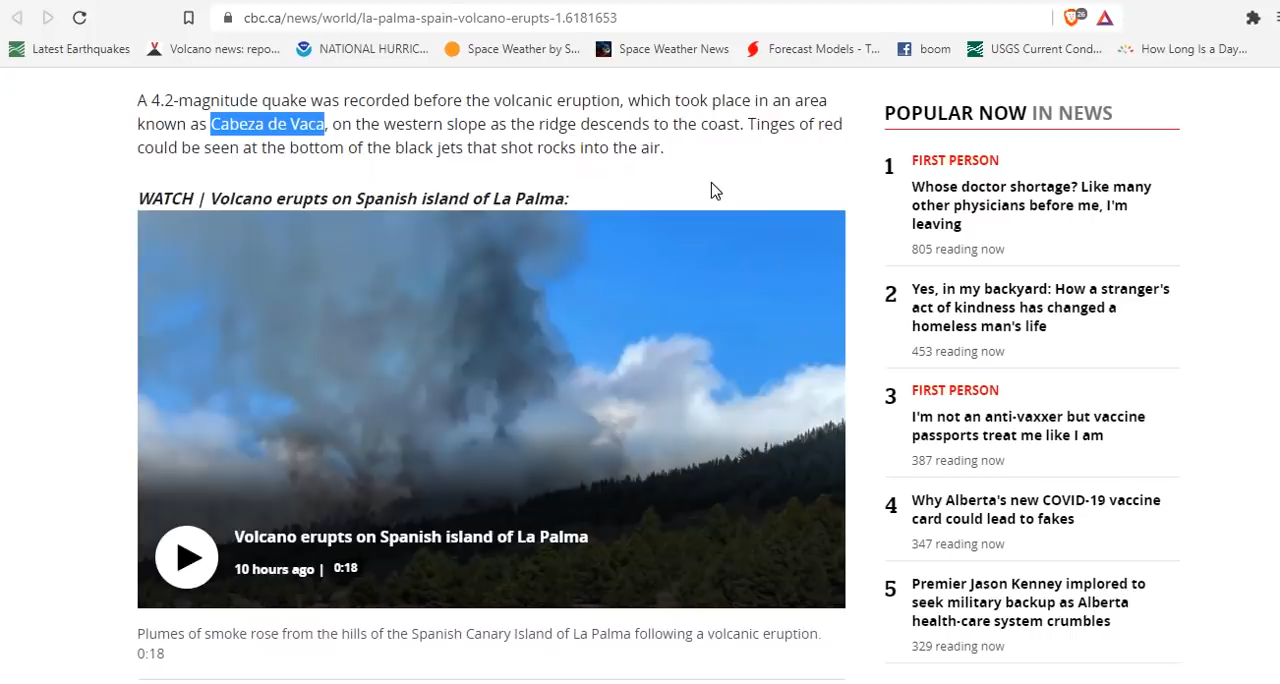 cbc.ca/news/world/la-palma-spain-volcano-erupts-1.6181653
26
Latest Earthquakes
Volcano news: repo...
NATIONAL HURRIC...
Space Weather by S...
Space Weather News
Forecast Models - T...
boom
USGS Current Cond...
How Long Is a Day...
A 4.2-magnitude quake was recorded before the volcanic eruption, which took place in an area
known as Cabeza de Vaca, on the western slope as the ridge descends to the coast. Tinges of red
could be seen at the bottom of the black jets that shot rocks into the air.
WATCH | Volcano erupts on Spanish island of La Palma:
Volcano erupts on Spanish island of La Palma
10 hours ago | 0:18
Plumes of smoke rose from the hills of the Spanish Canary Island of La Palma following a volcanic eruption.
0:18
POPULAR NOW IN NEWS
1 FIRST PERSON
Whose doctor shortage? Like many
other physicians before me, I'm
leaving
805 reading now
2 Yes, in my backyard: How a stranger's
act of kindness has changed a
homeless man's life
453 reading now
3 FIRST PERSON
I'm not an anti-vaxxer but vaccine
passports treat me like I am
387 reading now
4 Why Alberta's new COVID-19 vaccine
card could lead to fakes
347 reading now
5 Premier Jason Kenney implored to
seek military backup as Alberta
health-care system crumbles
329 reading now